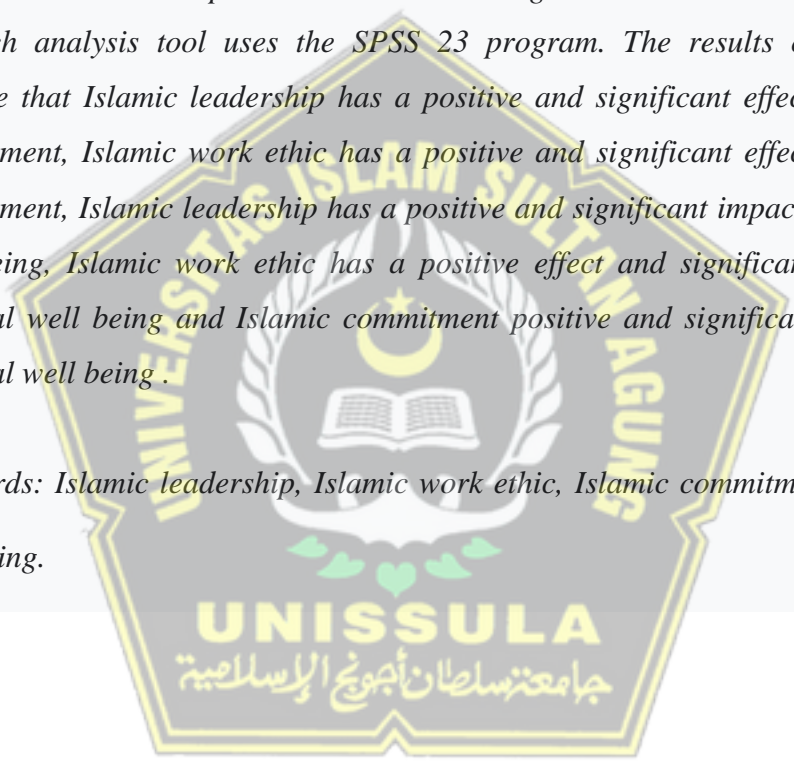 h analysis tool uses the SPSS 23 program. The results
e that Islamic leadership has a positive and significant effec
ment, Islamic work ethic has a positive and significant effec
ment, Islamic leadership has a positive and significant impac
eing, Islamic work ethic has a positive effect and significan
al well being and Islamic commitment positive and significa
al well being .
rds: Islamic leadership, Islamic work ethic, Islamic commitm
ing.
UNIVERSITAS ISLAM SULTAN AGUNG
UNISSULA
جامعة سلطان أجونج الإسلامية